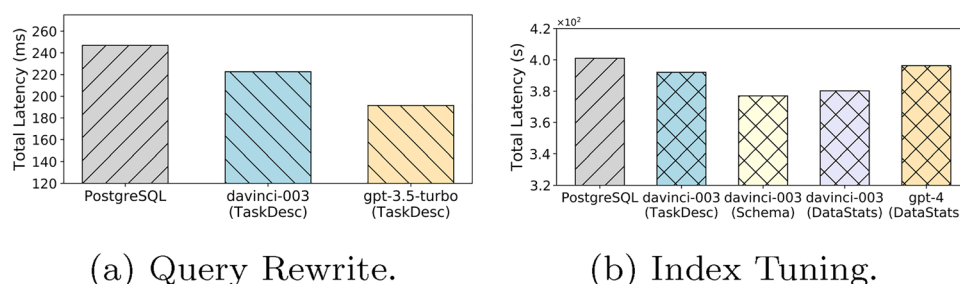 Total Latency (ms)
260
240
220
200
180
160
140
120
PostgreSQL
davinci-003
(TaskDesc)
gpt-3.5-turbo
(TaskDesc)
(a) Query Rewrite.
×10²
Total Latency (s)
4.2
4.0
3.8
3.6
3.4
3.2
PostgreSQL
davinci-003
(TaskDesc)
davinci-003
(Schema)
davinci-003
(DataStats)
gpt-4
(DataStats
(b) Index Tuning.